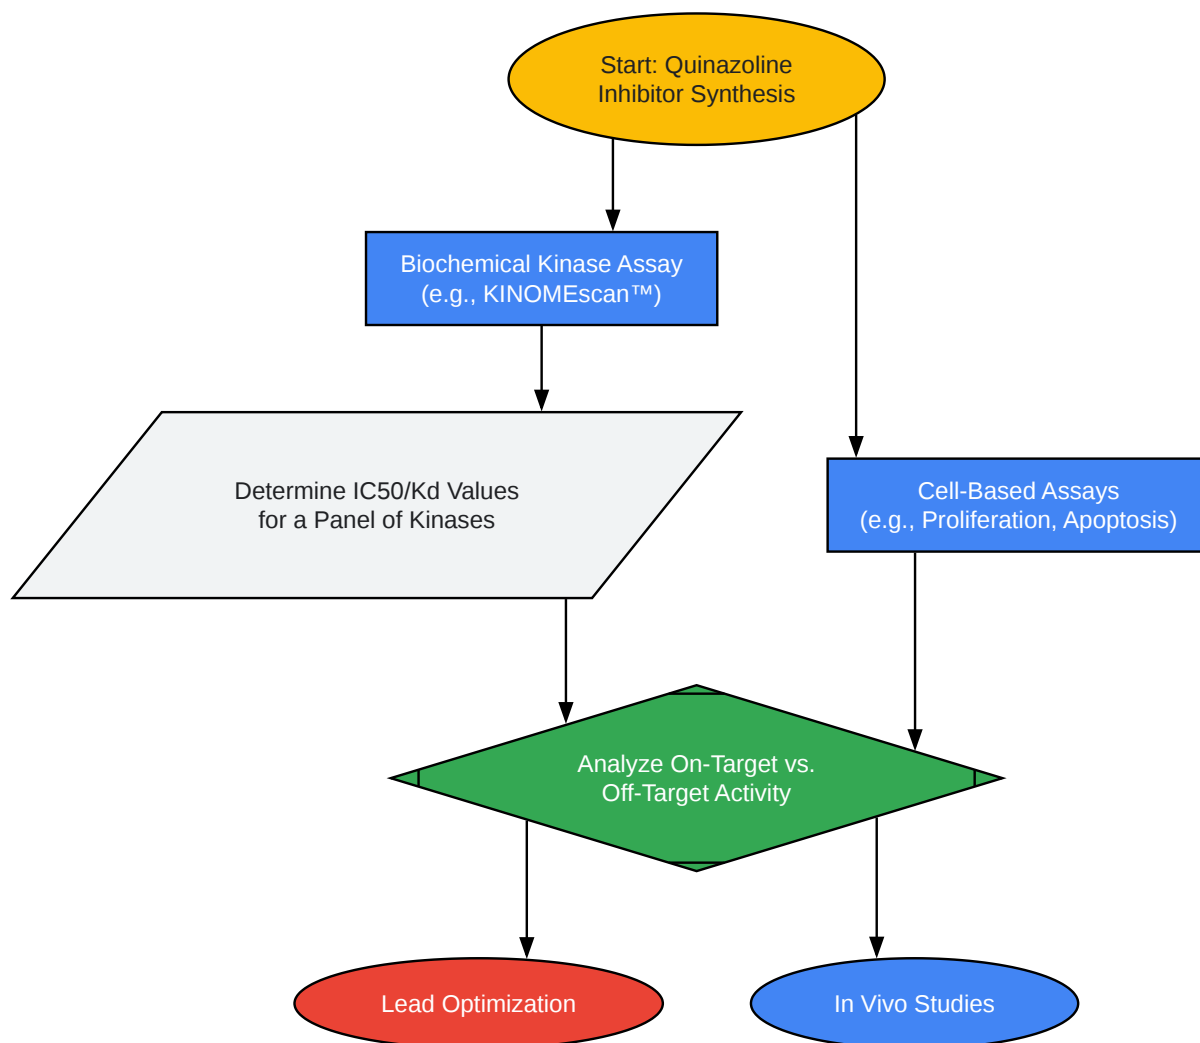 Start: Quinazoline
Inhibitor Synthesis
Biochemical Kinase Assay
(e.g., KINOMEscan™)
Determine IC50/Kd Values
for a Panel of Kinases
Cell-Based Assays
(e.g., Proliferation, Apoptosis)
Analyze On-Target vs.
Off-Target Activity
Lead Optimization
In Vivo Studies